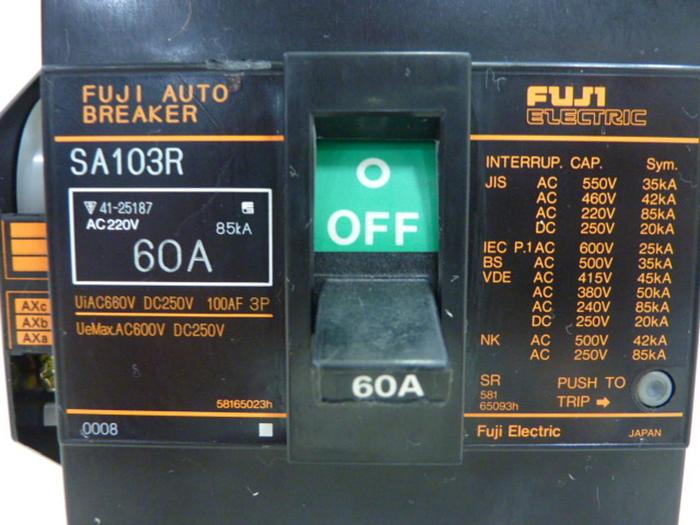 FUJI AUTO
BREAKER
SA103R
41-25187
AC220V 85kA
60A
UiAC660V DC250V 100AF 3P
UeMax.AC600V DC250V
58165023h
0008
AXc
AXb
AXa
O
OFF
60A
FUJI
ELECTRIC
INTERRUP. CAP. Sym.
JIS AC 550V 35kA
AC 460V 42kA
AC 220V 85kA
DC 250V 20kA
IEC P.1 AC 600V 25kA
BS AC 500V 35kA
VDE AC 415V 45kA
AC 380V 50kA
AC 240V 85kA
DC 250V 20kA
NK AC 500V 42kA
AC 250V 85kA
SR PUSH TO
581
65093h TRIP →
Fuji Electric JAPAN